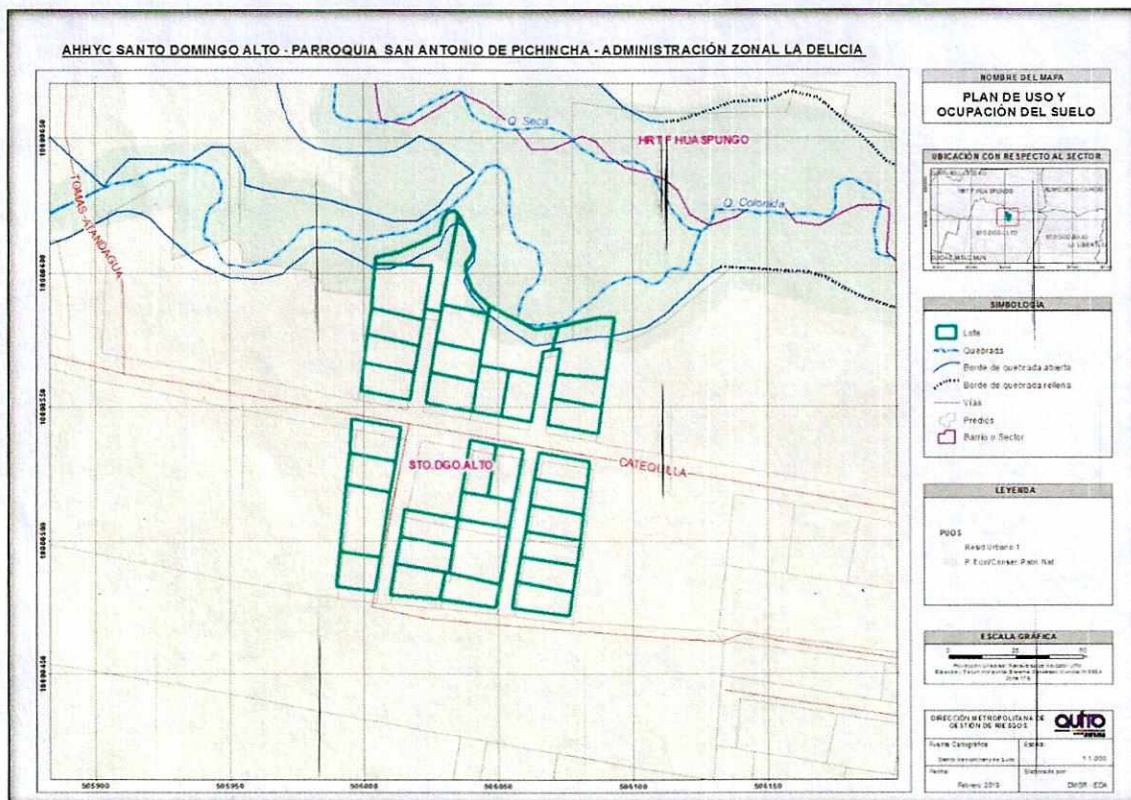 AHHYC SANTO DOMINGO ALTO - PARROQUIA SAN ANTONIO DE PICHINCHA - ADMINISTRACIÓN ZONAL LA DELICIA
NOMBRE DEL MAPA
PLAN DE USO Y
OCUPACIÓN DEL SUELO
UBICACIÓN CON RESPECTO AL SECTOR
Q. Seca
HRTF HUASPUNGO
Q. Colorada
TOMAS ATANDAGUA
STO.DGO.ALTO
CATEQUILLA
SIMBOLOGÍA
Lote
Quebrada
Borde de quebrada abierta
Borde de quebrada rellena
Vías
Predios
Barrio o Sector
LEYENDA
PUOS
Resid Urbano 1
P. Ecol/Conser. Patri. Nat
ESCALA GRÁFICA
0 25 50
DIRECCIÓN METROPOLITANA DE
GESTIÓN DE RIESGOS
QUITO
Fuente Cartográfica
Escala:
1:1.000
Fecha:
Elaborado por:
Febrero, 2013
505900 505950 506000 506050 506100 506150